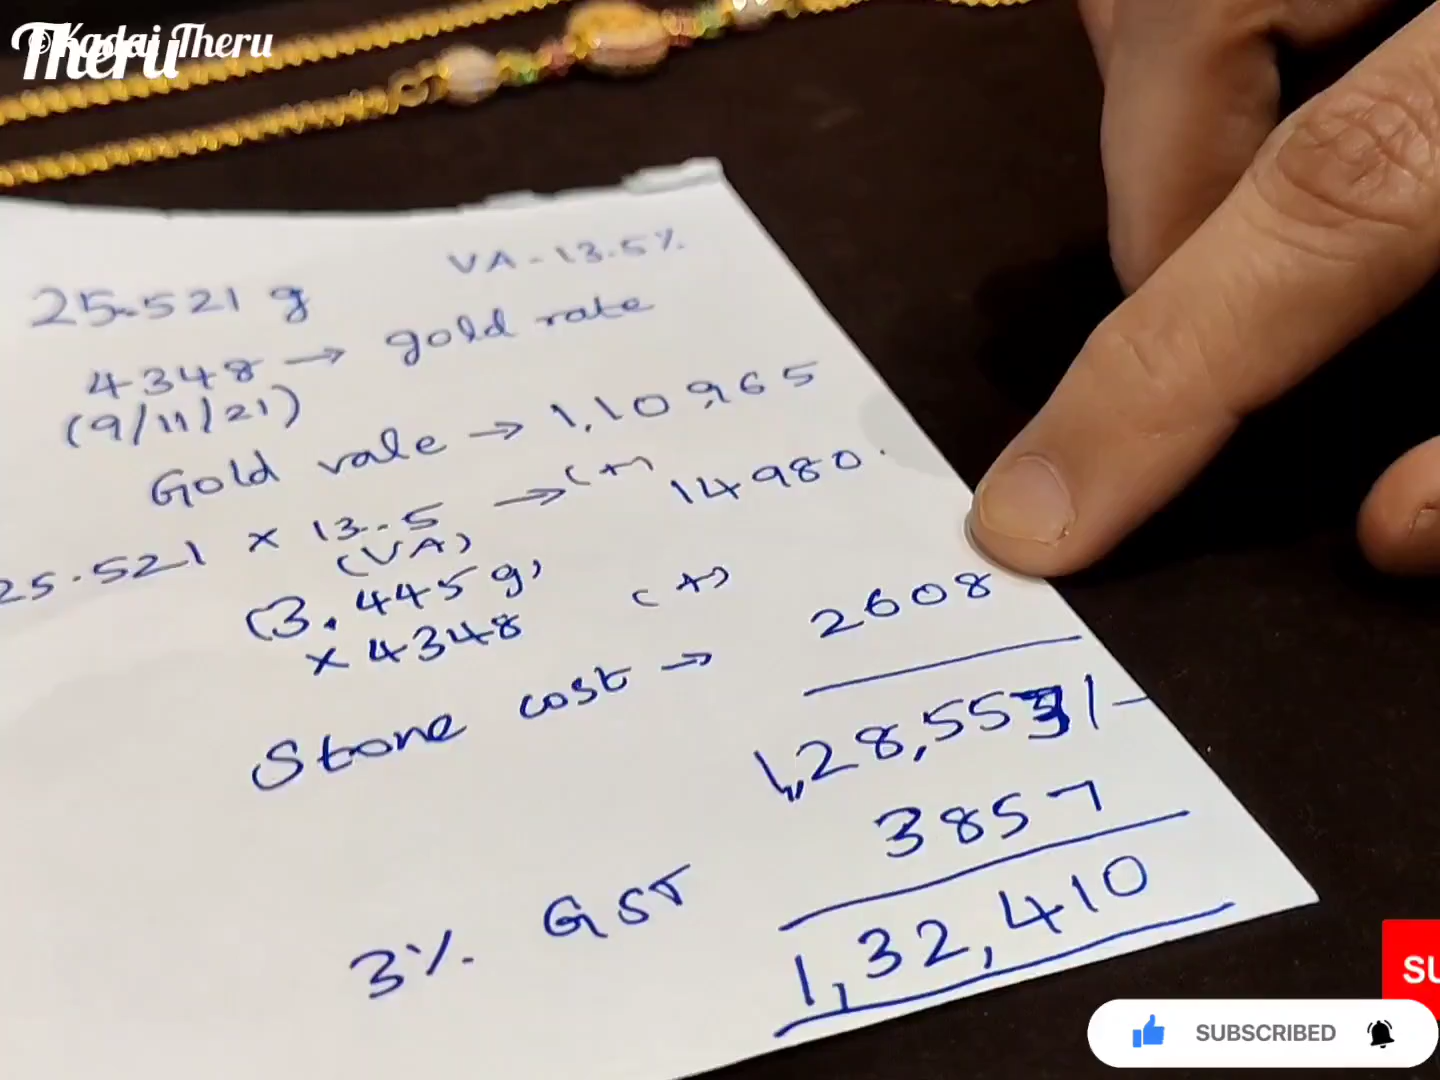 © Kadai Theru
Theru
VA - 13.5%
25.521 g
4348 → gold rate
(9/11/21)
Gold vale → 1,10,965
25.521 x 13.5 → (+) 14980.
(VA)
(3.445 g,
x 4348
(+)
Stone cost → 2608
1,28,553/-
3% GST 3857
1,32,410
SU
SUBSCRIBED